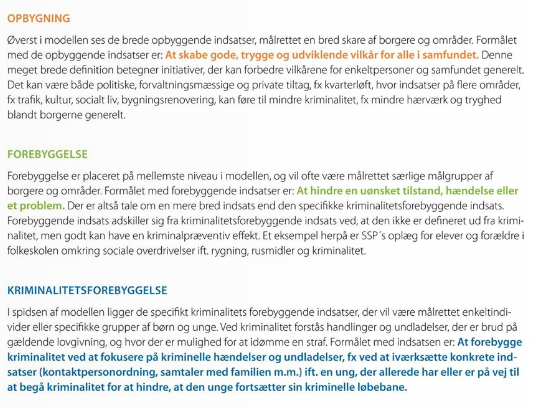 OPBYGNING
Øverst i modellen ses de brede opbyggende indsatser, målrettet en bred skare af borgere og områder. Formålet
med de opbyggende indsatser er: At skabe gode, trygge og udviklende vilkår for alle i samfundet. Denne
meget brede definition betegner initiativer, der kan forbedre vilkårene for enkeltpersoner og samfundet generelt.
Det kan være både politiske, forvaltningsmæssige og private tiltag, fx kvarterløft, hvor indsatser på flere områder,
fx trafik, kultur, socialt liv, bygningsrenovering, kan føre til mindre kriminalitet, fx mindre hærværk og tryghed
blandt borgerne generelt.
FOREBYGGELSE
Forebyggelse er placeret på mellemste niveau i modellen, og vil ofte være målrettet særlige målgrupper af
borgere og områder. Formålet med forebyggende indsatser er: At hindre en uønsket tilstand, hændelse eller
et problem. Der er altså tale om en mere bred indsats end den specifikke kriminalitetsforebyggende indsats.
Forebyggende indsats adskiller sig fra kriminalitetsforebyggende indsats ved, at den ikke er defineret ud fra krimi-
nalitet, men godt kan have en kriminalpræventiv effekt. Et eksempel herpå er SSP´s oplæg for elever og forældre i
folkeskolen omkring sociale overdrivelser ift. rygning, rusmidler og kriminalitet.
KRIMINALITETSFOREBYGGELSE
I spidsen af modellen ligger de specifikt kriminalitets forebyggende indsatser, der vil være målrettet enkeltindi-
vider eller specifikke grupper af børn og unge. Ved kriminalitet forstås handlinger og undladelser, der er brud på
gældende lovgivning, og hvor der er mulighed for at idømme en straf. Formålet med indsatsen er: At forebygge
kriminalitet ved at fokusere på kriminelle hændelser og undladelser, fx ved at iværksætte konkrete ind-
satser (kontaktpersonordning, samtaler med familien m.m.) ift. en ung, der allerede har eller er på vej til
at begå kriminalitet for at hindre, at den unge fortsætter sin kriminelle løbebane.